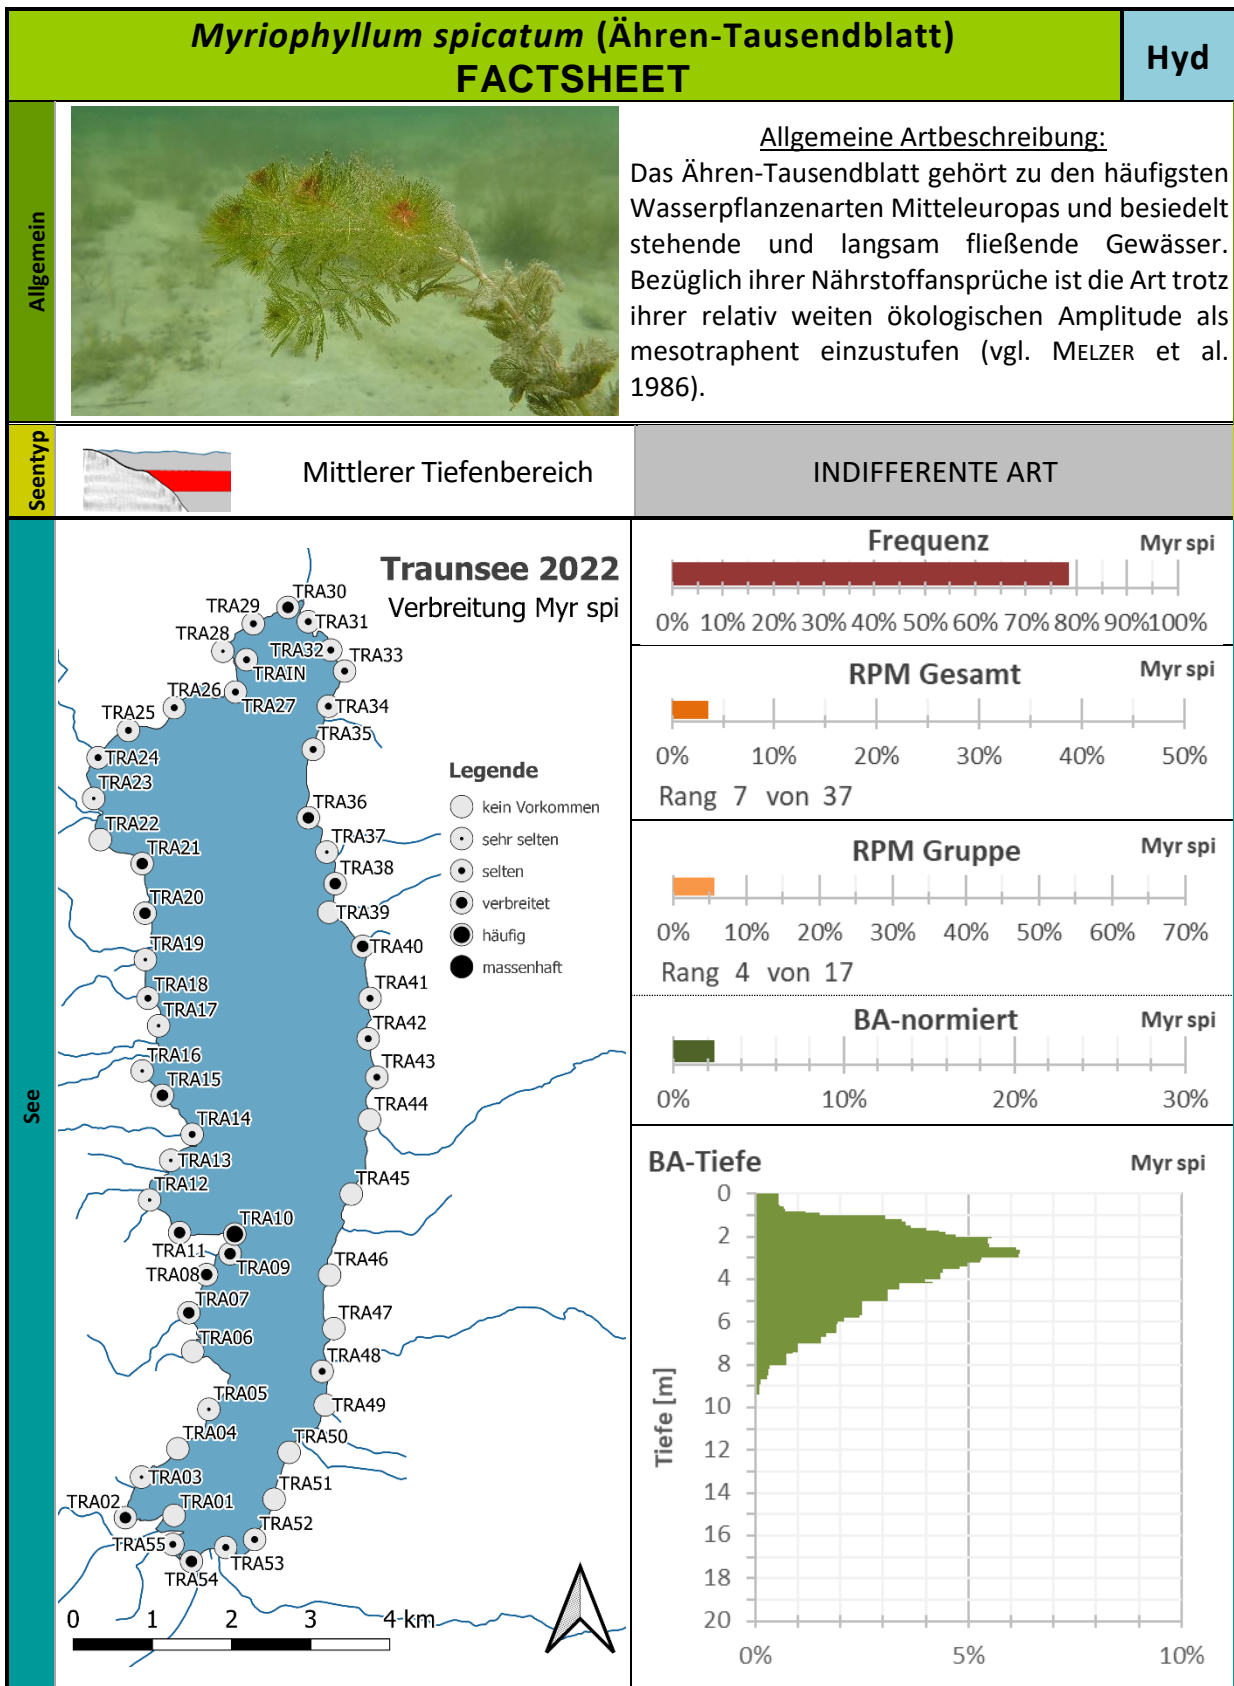 Myriophyllum spicatum (Ähren-Tausendblatt)
FACTSHEET
Hyd
Allgemein
Allgemeine Artbeschreibung:
Das Ähren-Tausendblatt gehört zu den häufigsten
Wasserpflanzenarten Mitteleuropas und besiedelt
stehende und langsam fließende Gewässer.
Bezüglich ihrer Nährstoffansprüche ist die Art trotz
ihrer relativ weiten ökologischen Amplitude als
mesotraphent einzustufen (vgl. MELZER et al.
1986).
Seentyp
Mittlerer Tiefenbereich
INDIFFERENTE ART
See
Traunsee 2022
Verbreitung Myr spi
TRA30
TRA29
TRA31
TRA28
TRA32
TRA33
TRAIN
TRA26
TRA27
TRA34
TRA25
TRA35
TRA24
TRA23
TRA36
TRA22
TRA37
TRA21
TRA38
TRA20
TRA39
TRA19
TRA40
TRA18
TRA41
TRA17
TRA42
TRA16
TRA43
TRA15
TRA44
TRA14
TRA13
TRA45
TRA12
TRA10
TRA11
TRA09
TRA46
TRA08
TRA07
TRA47
TRA06
TRA48
TRA05
TRA49
TRA04
TRA50
TRA03
TRA51
TRA02
TRA01
TRA52
TRA55
TRA53
TRA54
Legende
kein Vorkommen
sehr selten
selten
verbreitet
häufig
massenhaft
0 1 2 3 4 km
Frequenz
Myr spi
0% 10% 20% 30% 40% 50% 60% 70% 80% 90%100%
RPM Gesamt
Myr spi
0% 10% 20% 30% 40% 50%
Rang 7 von 37
RPM Gruppe
Myr spi
0% 10% 20% 30% 40% 50% 60% 70%
Rang 4 von 17
BA-normiert
Myr spi
0% 10% 20% 30%
BA-Tiefe
Myr spi
Tiefe [m]
0
2
4
6
8
10
12
14
16
18
20
0% 5% 10%